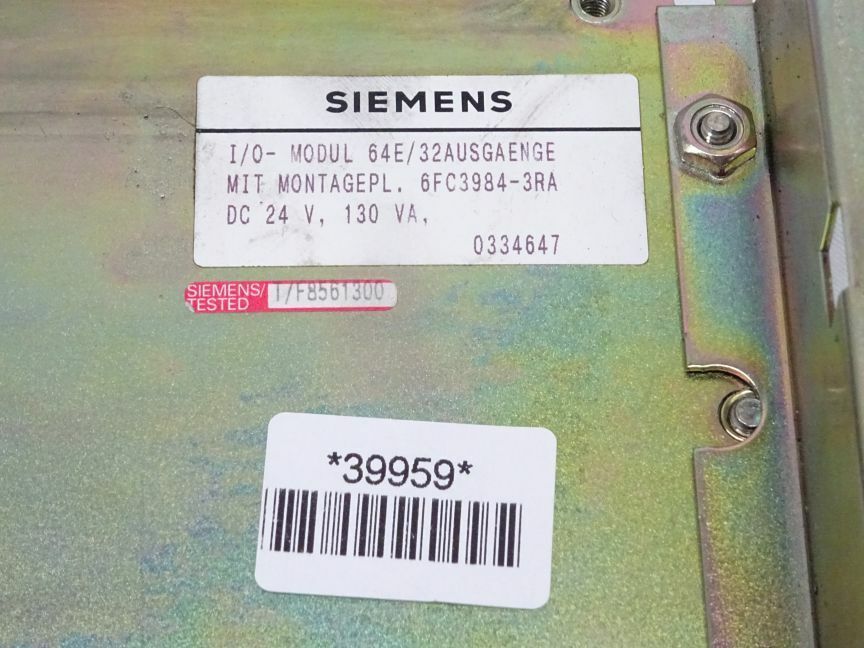 SIEMENS
I/O- MODUL 64E/32AUSGAENGE
MIT MONTAGEPL. 6FC3984-3RA
DC 24 V, 130 VA,
0334647
SIEMENS/
TESTED
I/F8561300
*39959*